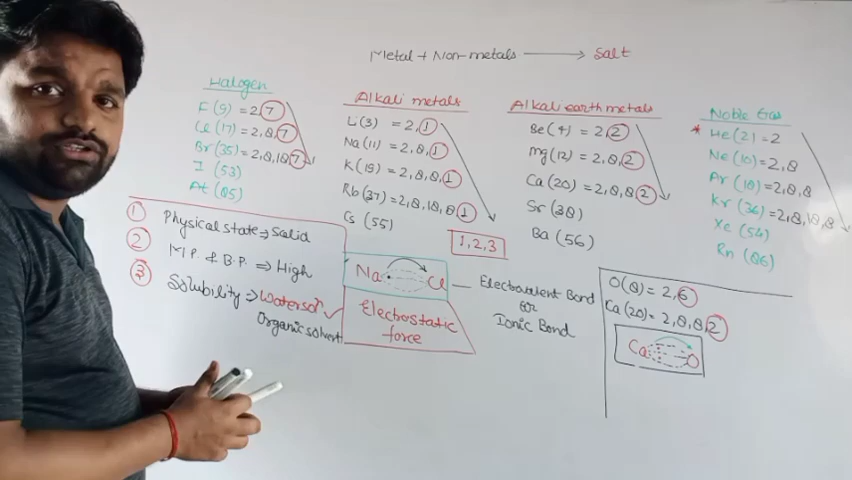 Metal + Non-metals → Salt
Halogen
F (9) = 2, 7
Cl (17) = 2, 8, 7
Br (35) = 2, 8, 18, 7
I (53)
At (85)
Alkali metals
Li (3) = 2, 1
Na (11) = 2, 8, 1
K (19) = 2, 8, 8, 1
Rb (37) = 2, 8, 18, 8, 1
Cs (55)
1, 2, 3
Alkali earth metals
Be (4) = 2, 2
Mg (12) = 2, 8, 2
Ca (20) = 2, 8, 8, 2
Sr (38)
Ba (56)
Noble Gas
* He (2) = 2
Ne (10) = 2, 8
Ar (18) = 2, 8, 8
Kr (36) = 2, 8, 18, 8
Xe (54)
Rn (86)
① Physical state ⇒ Solid
② M.P. & B.P. ⇒ High
③ Solubility ⇒ Watersol ✓
Organic solvent
Na Cl
Electrostatic
force
Electrovalent Bond
or
Ionic Bond
O (8) = 2, 6
Ca (20) = 2, 8, 8, 2
Ca O